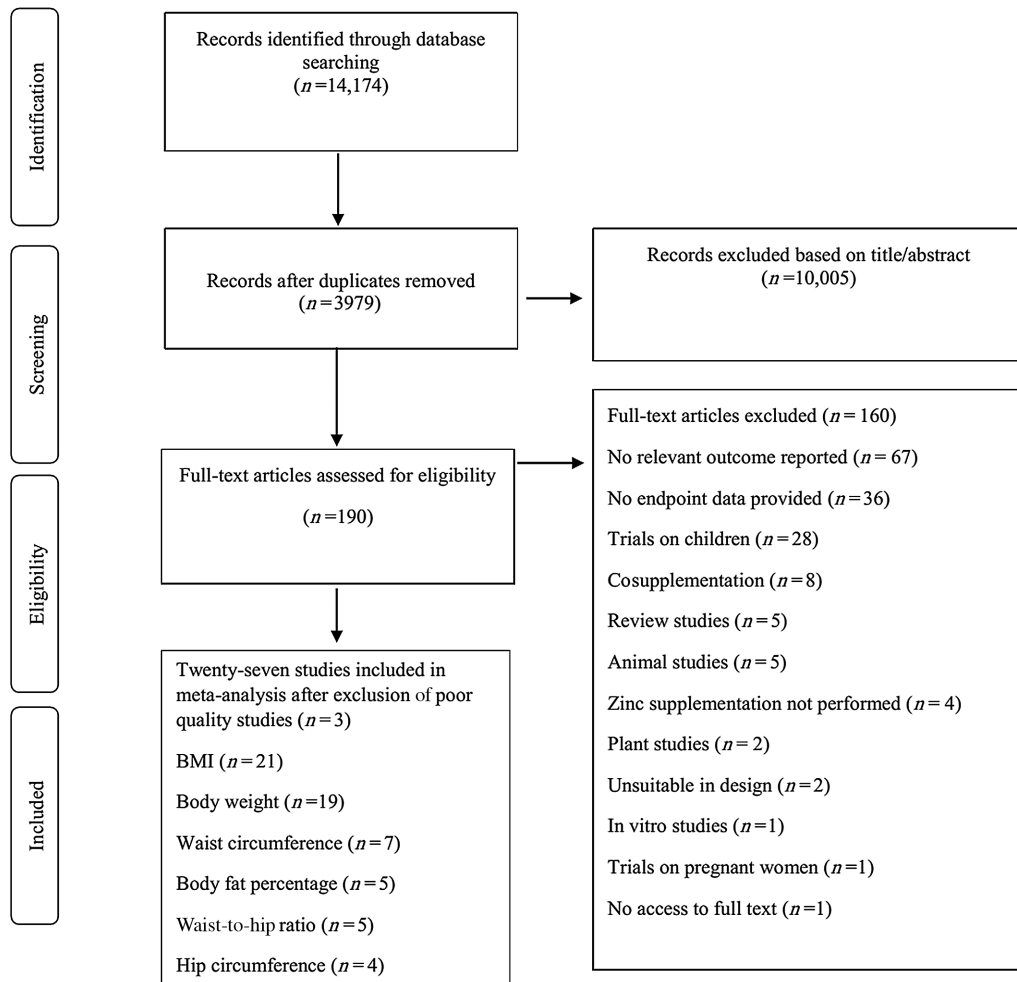 Identification
Records identified through database
searching
(n=14,174)
Screening
Records after duplicates removed
(n=3979)
Records excluded based on title/abstract
(n=10,005)
Eligibility
Full-text articles assessed for eligibility
(n=190)
Full-text articles excluded (n= 160)
No relevant outcome reported (n= 67)
No endpoint data provided (n=36)
Trials on children (n=28)
Cosupplementation (n=8)
Review studies (n=5)
Animal studies (n=5)
Zinc supplementation not performed (n= 4)
Plant studies (n=2)
Unsuitable in design (n=2)
In vitro studies (n=1)
Trials on pregnant women (n=1)
No access to full text (n=1)
Included
Twenty-seven studies included in
meta-analysis after exclusion of poor
quality studies (n=3)
BMI (n=21)
Body weight (n=19)
Waist circumference (n=7)
Body fat percentage (n=5)
Waist-to-hip ratio (n=5)
Hip circumference (n=4)